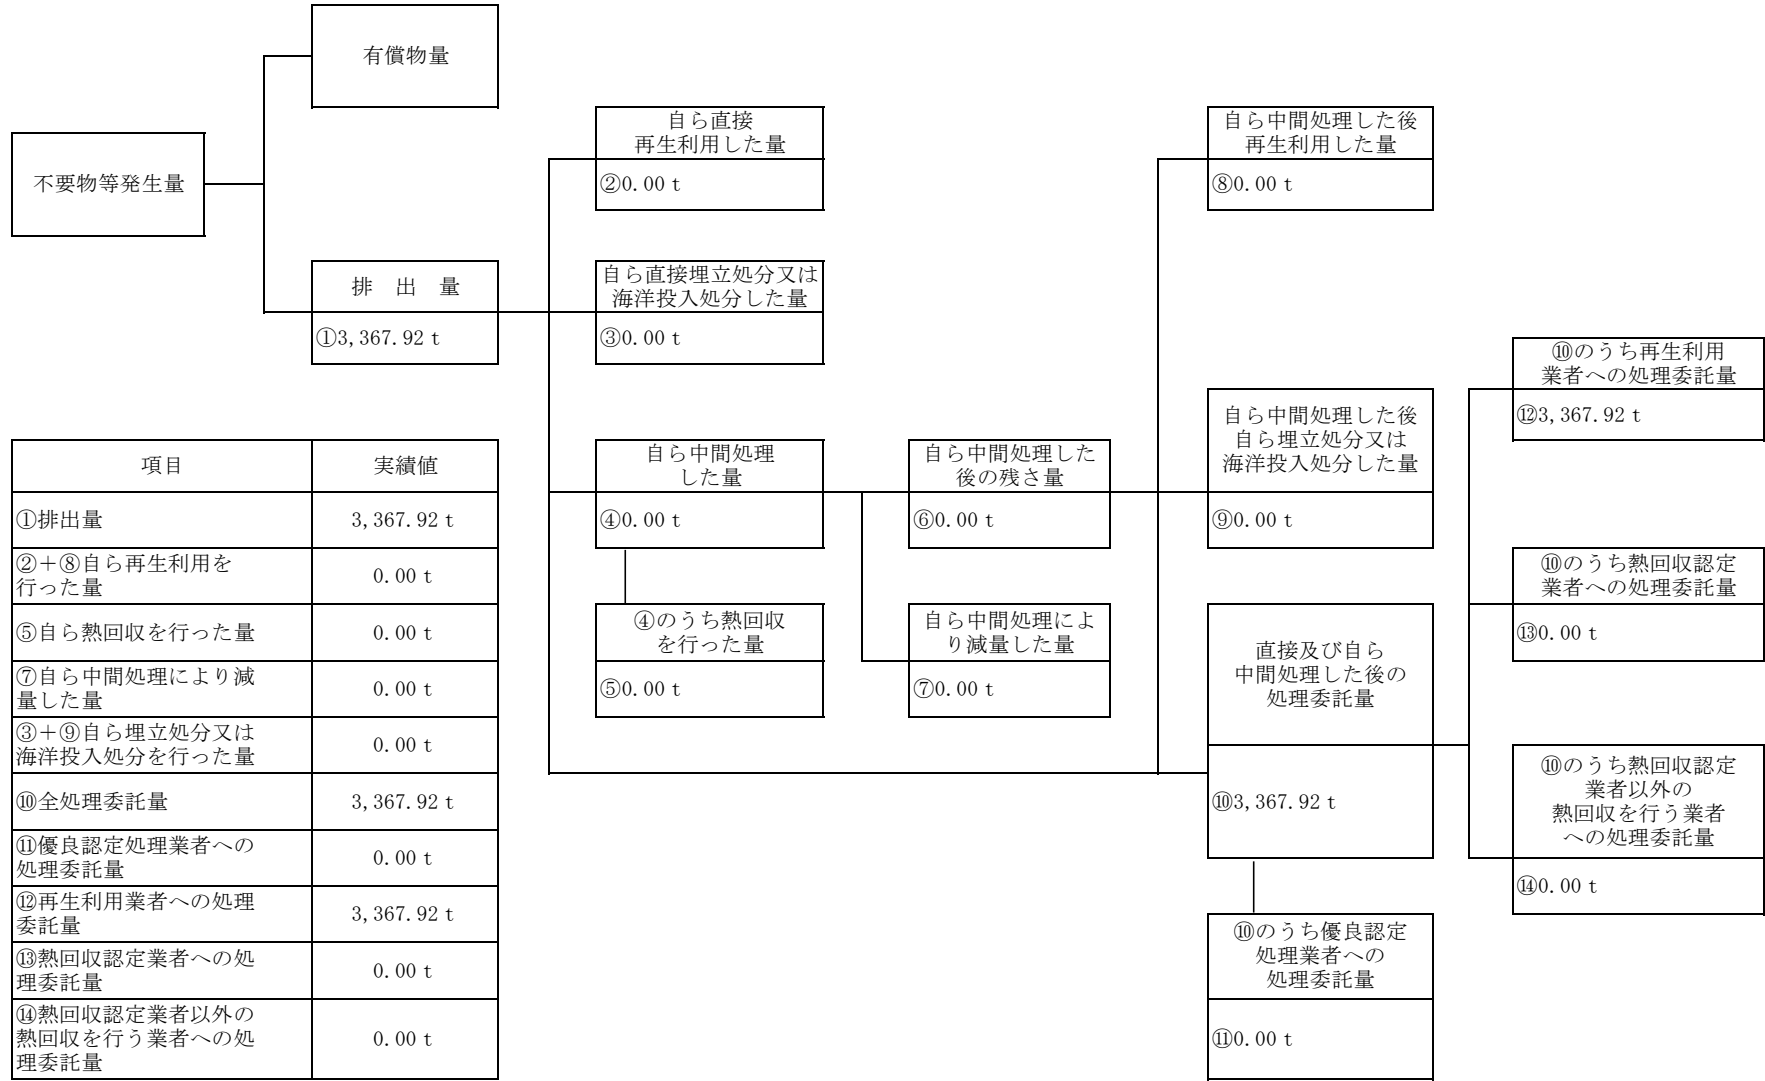 有償物量
不要物等発生量
排　出　量
①3,367.92 t
自ら直接
再生利用した量
②0.00 t
自ら直接埋立処分又は
海洋投入処分した量
③0.00 t
自ら中間処理
した量
④0.00 t
④のうち熱回収
を行った量
⑤0.00 t
自ら中間処理した
後の残さ量
⑥0.00 t
自ら中間処理によ
り減量した量
⑦0.00 t
自ら中間処理した後
再生利用した量
⑧0.00 t
自ら中間処理した後
自ら埋立処分又は
海洋投入処分した量
⑨0.00 t
直接及び自ら
中間処理した後の
処理委託量
⑩3,367.92 t
⑩のうち優良認定
処理業者への
処理委託量
⑪0.00 t
⑩のうち再生利用
業者への処理委託量
⑫3,367.92 t
⑩のうち熱回収認定
業者への処理委託量
⑬0.00 t
⑩のうち熱回収認定
業者以外の
熱回収を行う業者
への処理委託量
⑭0.00 t
項目 実績値
①排出量 3,367.92 t
②＋⑧自ら再生利用を
行った量 0.00 t
⑤自ら熱回収を行った量 0.00 t
⑦自ら中間処理により減
量した量 0.00 t
③＋⑨自ら埋立処分又は
海洋投入処分を行った量 0.00 t
⑩全処理委託量 3,367.92 t
⑪優良認定処理業者への
処理委託量 0.00 t
⑫再生利用業者への処理
委託量 3,367.92 t
⑬熱回収認定業者への処
理委託量 0.00 t
⑭熱回収認定業者以外の
熱回収を行う業者への処
理委託量 0.00 t